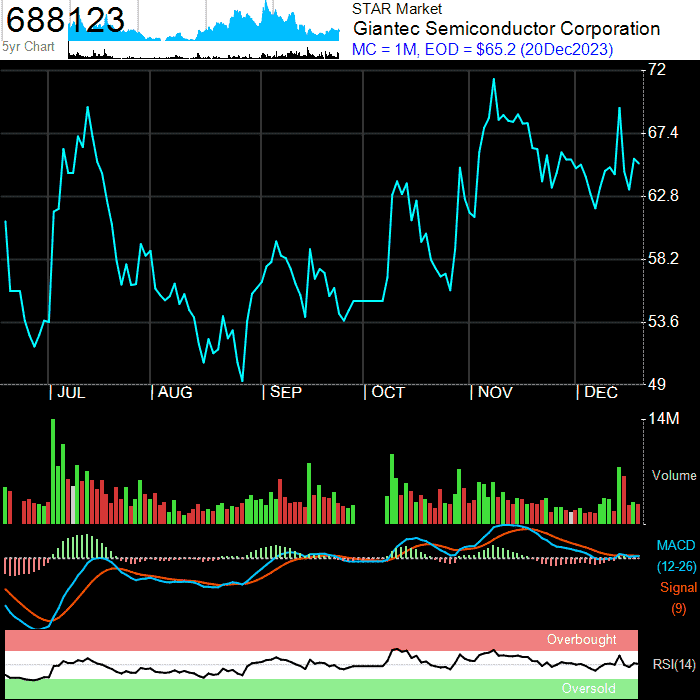 688123
5yr Chart
STAR Market
Giantec Semiconductor Corporation
MC = 1M, EOD = $65.2 (20Dec2023)
72
67.4
62.8
58.2
53.6
49
JUL AUG SEP OCT NOV DEC
14M
Volume
MACD
(12-26)
Signal
(9)
Overbought
RSI(14)
Oversold